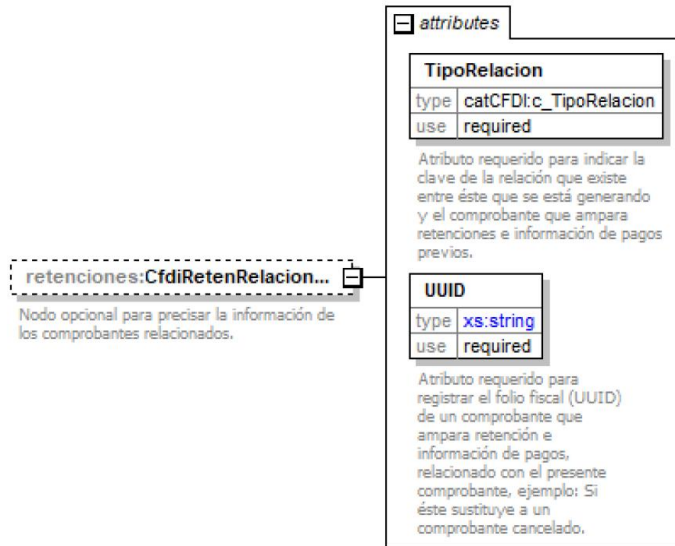 attributes
TipoRelacion
type catCFDI:c_TipoRelacion
use required
Atributo requerido para indicar la
clave de la relación que existe
entre éste que se está generando
y el comprobante que ampara
retenciones e información de pagos
previos.
retenciones:CfdiRetenRelacion...
Nodo opcional para precisar la información de
los comprobantes relacionados.
UUID
type xs:string
use required
Atributo requerido para
registrar el folio fiscal (UUID)
de un comprobante que
ampara retención e
información de pagos,
relacionado con el presente
comprobante, ejemplo: Si
éste sustituye a un
comprobante cancelado.